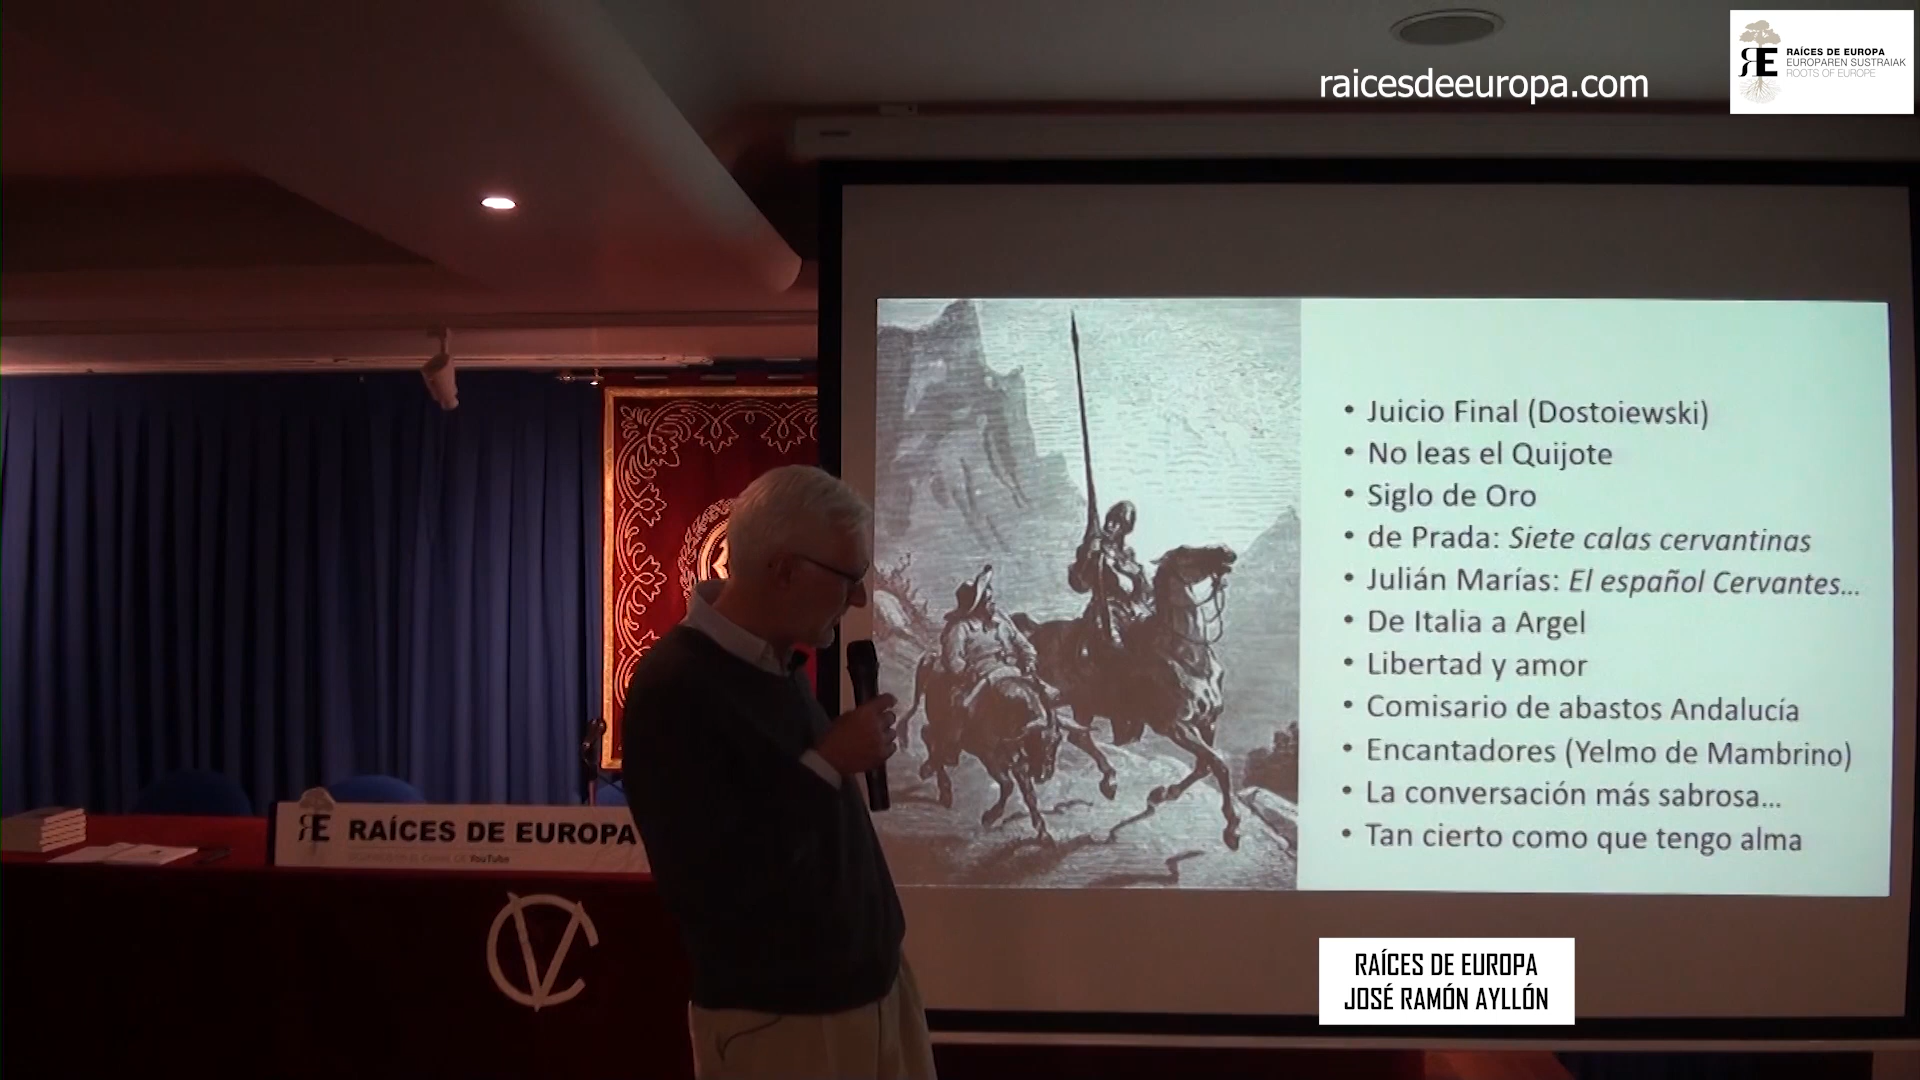 raicesdeeuropa.com
RAÍCES DE EUROPA
EUROPAREN SUSTRAIAK
ROOTS OF EUROPE
• Juicio Final (Dostoiewski)
• No leas el Quijote
• Siglo de Oro
• de Prada: Siete calas cervantinas
• Julián Marías: El español Cervantes...
• De Italia a Argel
• Libertad y amor
• Comisario de abastos Andalucía
• Encantadores (Yelmo de Mambrino)
• La conversación más sabrosa...
• Tan cierto como que tengo alma
RAÍCES DE EUROPA
YouTube
RAÍCES DE EUROPA
JOSÉ RAMÓN AYLLÓN